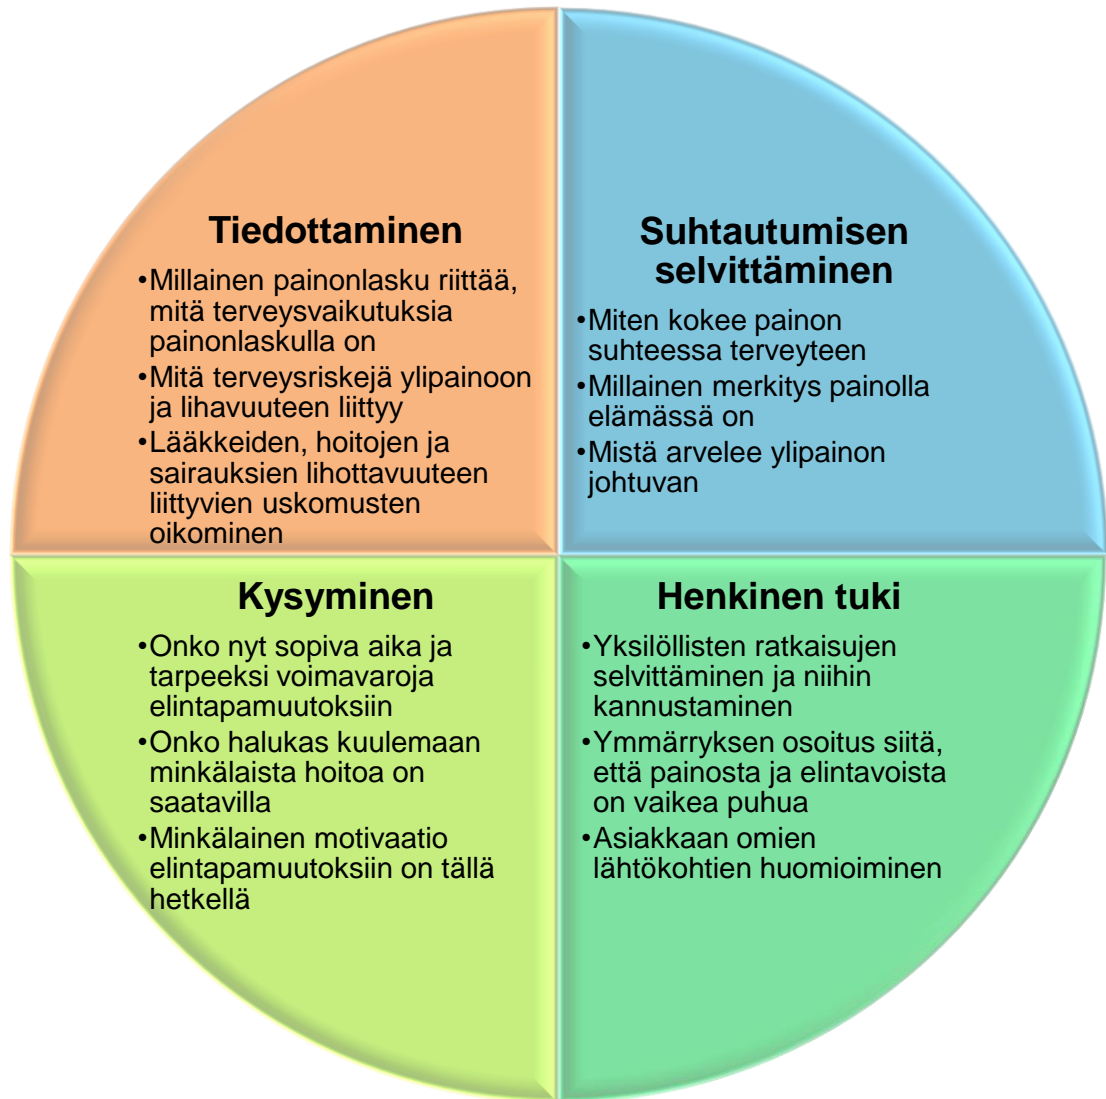 Tiedottaminen
•Millainen painonlasku riittää,
mitä terveysvaikutuksia
painonlaskulla on
•Mitä terveysriskejä ylipainoon
ja lihavuuteen liittyy
•Lääkkeiden, hoitojen ja
sairauksien lihottavuuteen
liittyvien uskomusten
oikominen
Suhtautumisen
selvittäminen
•Miten kokee painon
suhteessa terveyteen
•Millainen merkitys painolla
elämässä on
•Mistä arvelee ylipainon
johtuvan
Kysyminen
•Onko nyt sopiva aika ja
tarpeeksi voimavaroja
elintapamuutoksiin
•Onko halukas kuulemaan
minkälaista hoitoa on
saatavilla
•Minkälainen motivaatio
elintapamuutoksiin on tällä
hetkellä
Henkinen tuki
•Yksilöllisten ratkaisujen
selvittäminen ja niihin
kannustaminen
•Ymmärryksen osoitus siitä,
että painosta ja elintavoista
on vaikea puhua
•Asiakkaan omien
lähtökohtien huomioiminen